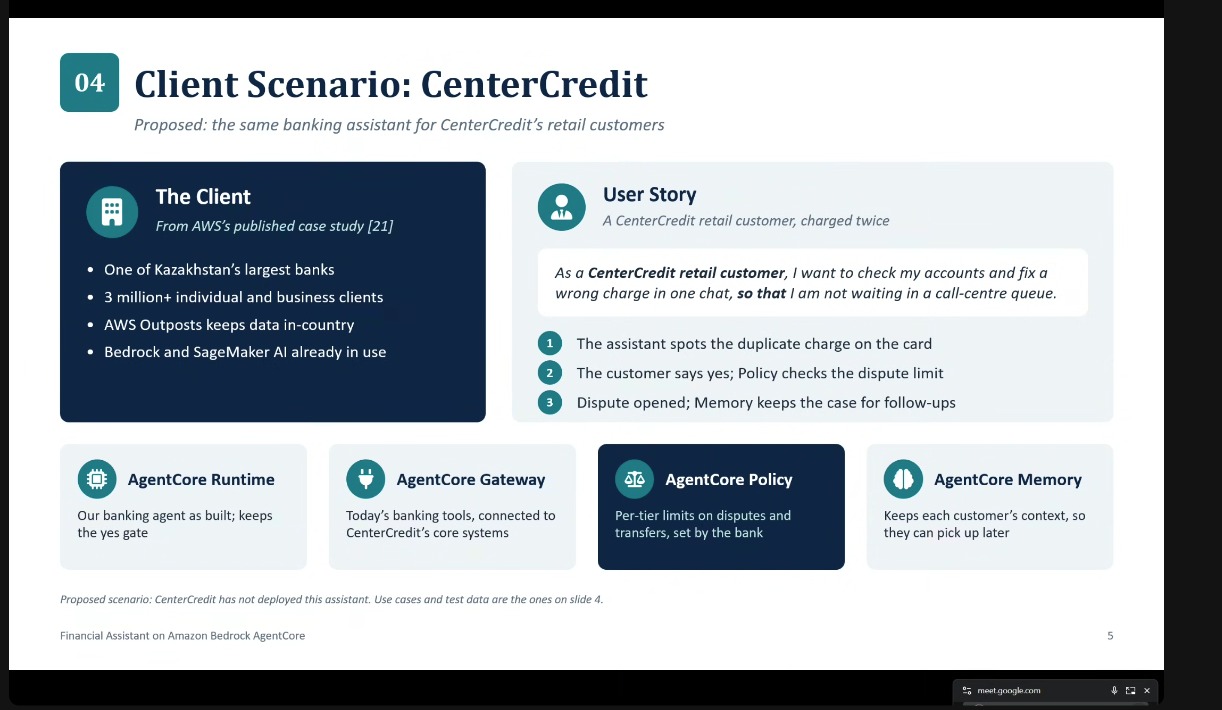 04
Client Scenario: CenterCredit
Proposed: the same banking assistant for CenterCredit’s retail customers
The Client
From AWS’s published case study [21]
• One of Kazakhstan’s largest banks
• 3 million+ individual and business clients
• AWS Outposts keeps data in-country
• Bedrock and SageMaker AI already in use
User Story
A CenterCredit retail customer, charged twice
As a CenterCredit retail customer, I want to check my accounts and fix a
wrong charge in one chat, so that I am not waiting in a call-centre queue.
1 The assistant spots the duplicate charge on the card
2 The customer says yes; Policy checks the dispute limit
3 Dispute opened; Memory keeps the case for follow-ups
AgentCore Runtime
Our banking agent as built; keeps
the yes gate
AgentCore Gateway
Today’s banking tools, connected to
CenterCredit’s core systems
AgentCore Policy
Per-tier limits on disputes and
transfers, set by the bank
AgentCore Memory
Keeps each customer’s context, so
they can pick up later
Proposed scenario: CenterCredit has not deployed this assistant. Use cases and test data are the ones on slide 4.
Financial Assistant on Amazon Bedrock AgentCore
5
meet.google.com